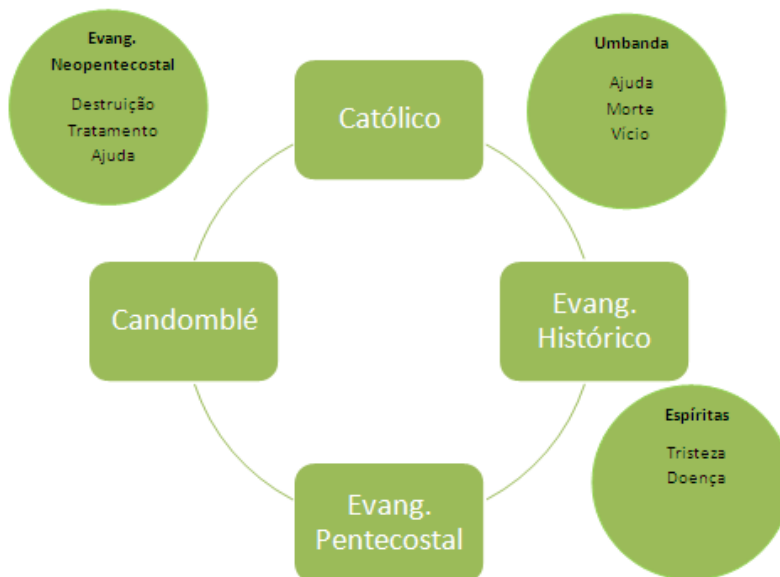 Evang.
Neopentecostal
Destruição
Tratamento
Ajuda
Católico
Umbanda
Ajuda
Morte
Vício
Candomblé
Evang.
Histórico
Espíritas
Tristeza
Doença
Evang.
Pentecostal